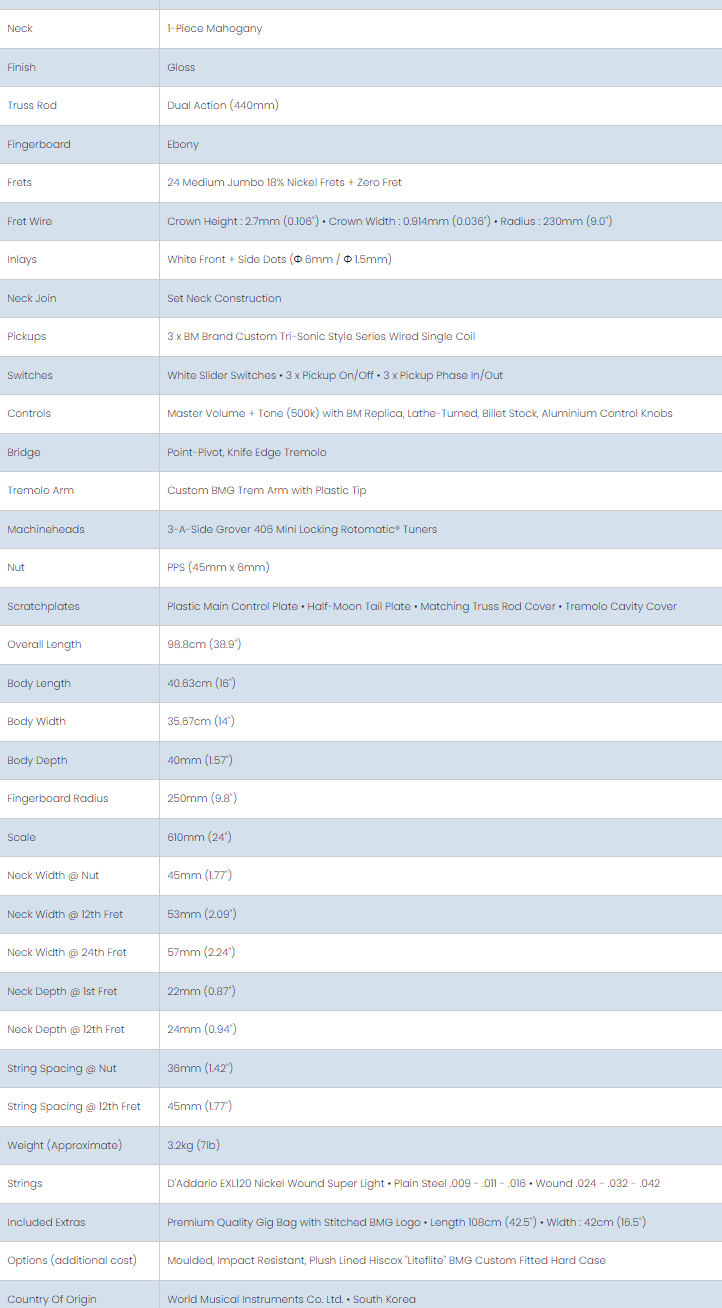 Neck 1-Piece Mahogany
Finish Gloss
Truss Rod Dual Action (440mm)
Fingerboard Ebony
Frets 24 Medium Jumbo 18% Nickel Frets + Zero Fret
Fret Wire Crown Height : 2.7mm (0.106") • Crown Width : 0.914mm (0.036") • Radius : 230mm (9.0")
Inlays White Front + Side Dots (Φ 6mm / Φ 1.5mm)
Neck Join Set Neck Construction
Pickups 3 x BM Brand Custom Tri-Sonic Style Series Wired Single Coil
Switches White Slider Switches • 3 x Pickup On/Off • 3 x Pickup Phase In/Out
Controls Master Volume + Tone (500k) with BM Replica, Lathe-Turned, Billet Stock, Aluminium Control Knobs
Bridge Point-Pivot, Knife Edge Tremolo
Tremolo Arm Custom BMG Trem Arm with Plastic Tip
Machineheads 3-A-Side Grover 406 Mini Locking Rotomatic® Tuners
Nut PPS (45mm x 6mm)
Scratchplates Plastic Main Control Plate • Half-Moon Tail Plate • Matching Truss Rod Cover • Tremolo Cavity Cover
Overall Length 98.8cm (38.9")
Body Length 40.63cm (16")
Body Width 35.67cm (14")
Body Depth 40mm (1.57")
Fingerboard Radius 250mm (9.8")
Scale 610mm (24")
Neck Width @ Nut 45mm (1.77")
Neck Width @ 12th Fret 53mm (2.09")
Neck Width @ 24th Fret 57mm (2.24")
Neck Depth @ 1st Fret 22mm (0.87")
Neck Depth @ 12th Fret 24mm (0.94")
String Spacing @ Nut 36mm (1.42")
String Spacing @ 12th Fret 45mm (1.77")
Weight (Approximate) 3.2kg (7lb)
Strings D'Addario EXL120 Nickel Wound Super Light • Plain Steel .009 - .011 - .016 • Wound .024 - .032 - .042
Included Extras Premium Quality Gig Bag with Stitched BMG Logo • Length 108cm (42.5") • Width : 42cm (16.5")
Options (additional cost) Moulded, Impact Resistant, Plush Lined Hiscox "Liteflite" BMG Custom Fitted Hard Case
Country Of Origin World Musical Instruments Co. Ltd. • South Korea